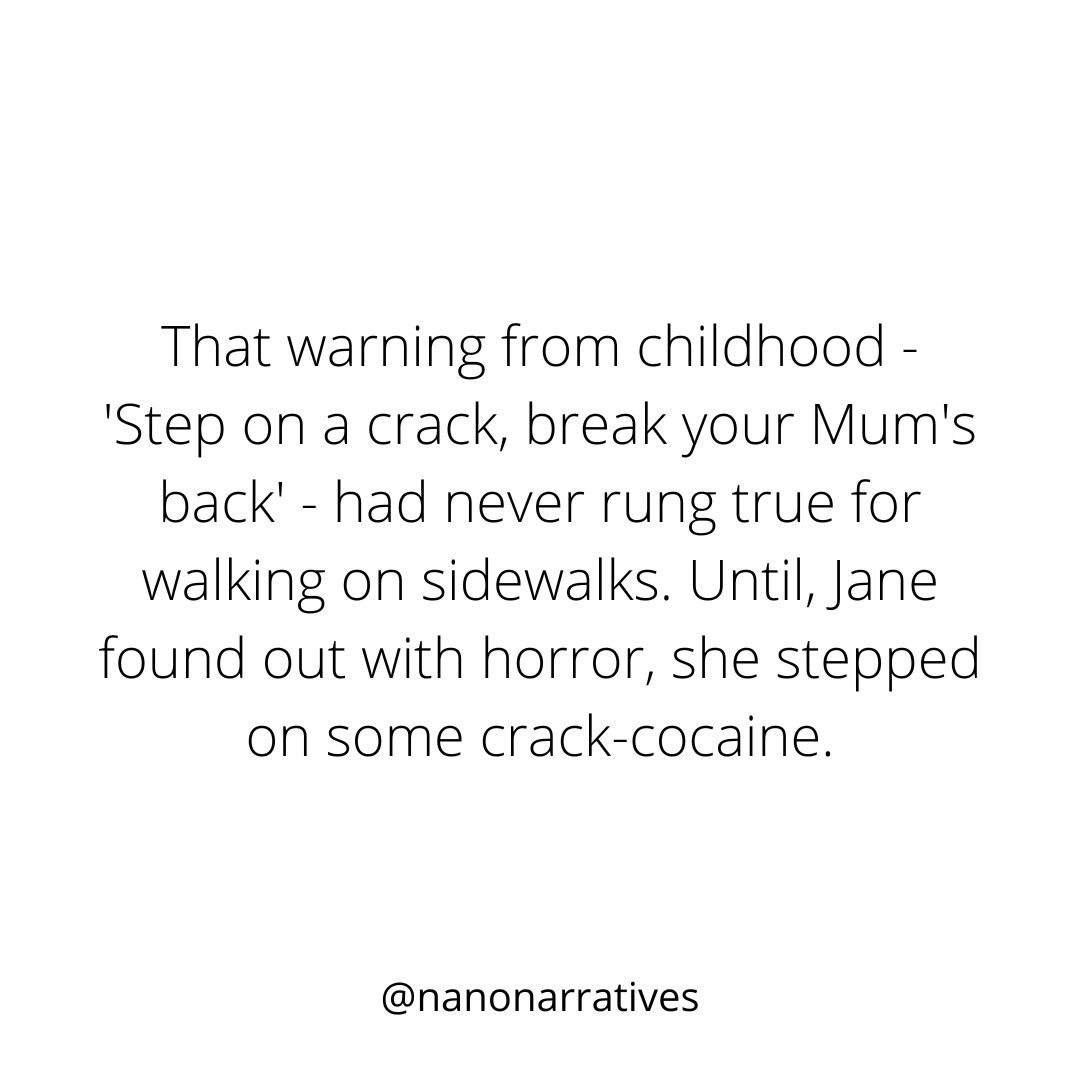 That warning from childhood -
'Step on a crack, break your Mum's
back' - had never rung true for
walking on sidewalks. Until, Jane
found out with horror, she stepped
on some crack-cocaine.
@nanonarratives